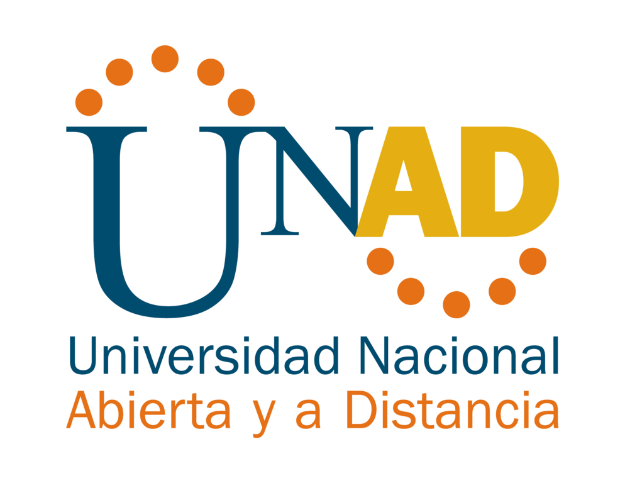 UNAD
Universidad Nacional
Abierta y a Distancia